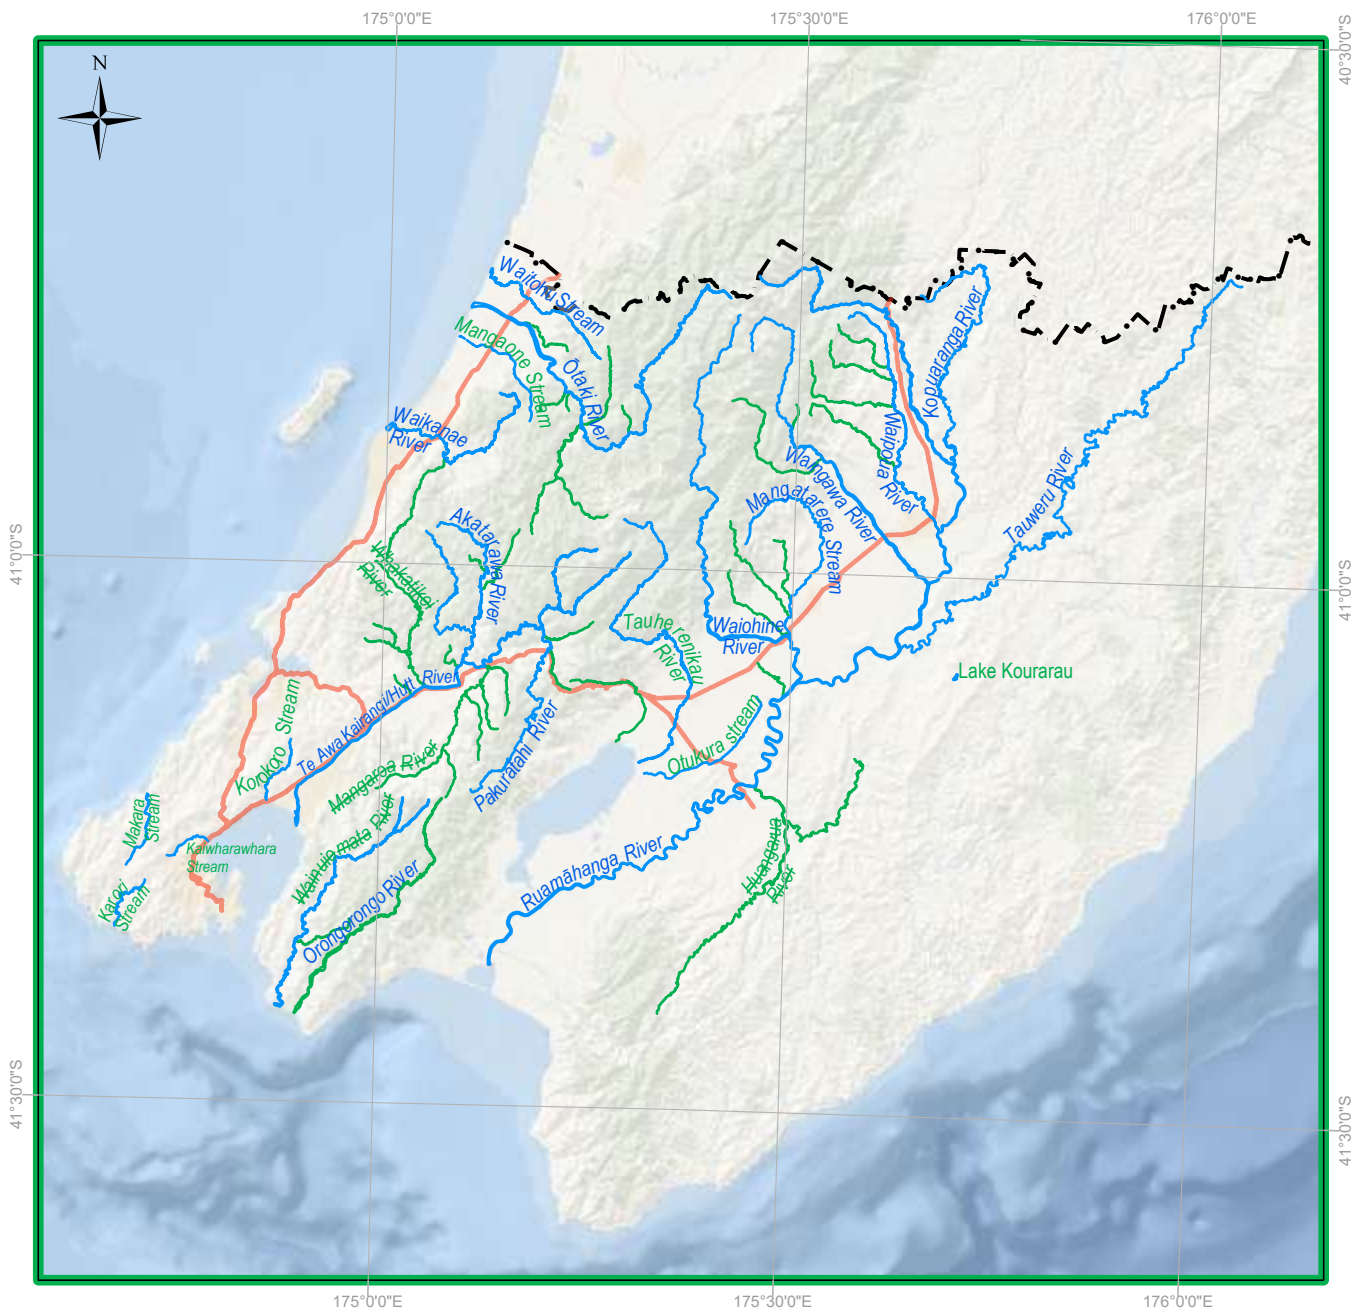 175°0'0"E
175°30'0"E
176°0'0"E
40°30'0"S
N
Waitohu Stream
Mangaone Stream
Ōtaki River
Kopuaranga River
Waikanae
River
Waipoua River
Waingawa River
Mangatarere Stream
Tauweru River
Akatarawa River
41°0'0"S
41°0'0"S
Whakatikei
River
Tauherenikau
River
Waiohine
River
Lake Kourarau
Te Awa Kairangi/Hutt River
Korokoro Stream
Pakuratahi River
Otukura stream
Mangaroa River
Makara
Stream
Wainuiomata River
Kaiwharawhara
Stream
Karori
Stream
Ruamāhanga River
Huangarua
River
Orongorongo River
41°30'0"S
41°30'0"S
175°0'0"E
175°30'0"E
176°0'0"E